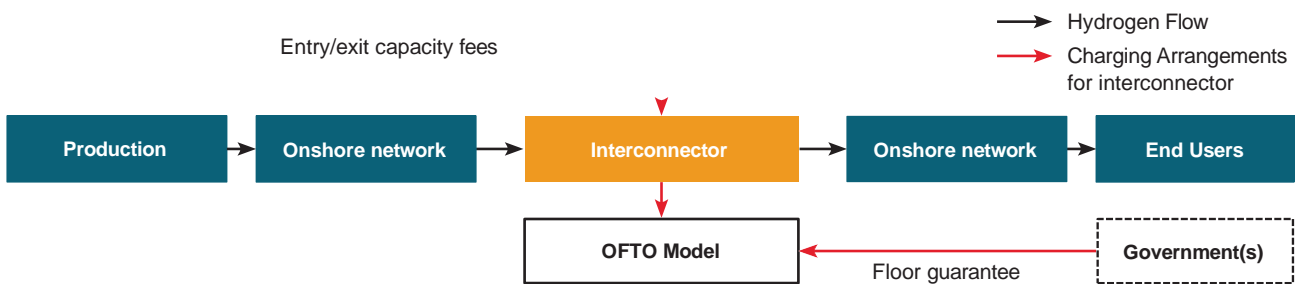 Hydrogen Flow
Entry/exit capacity fees
Charging Arrangements
for interconnector
Production
Onshore network
Interconnector
Onshore network
End Users
OFTO Model
Government(s)
Floor guarantee